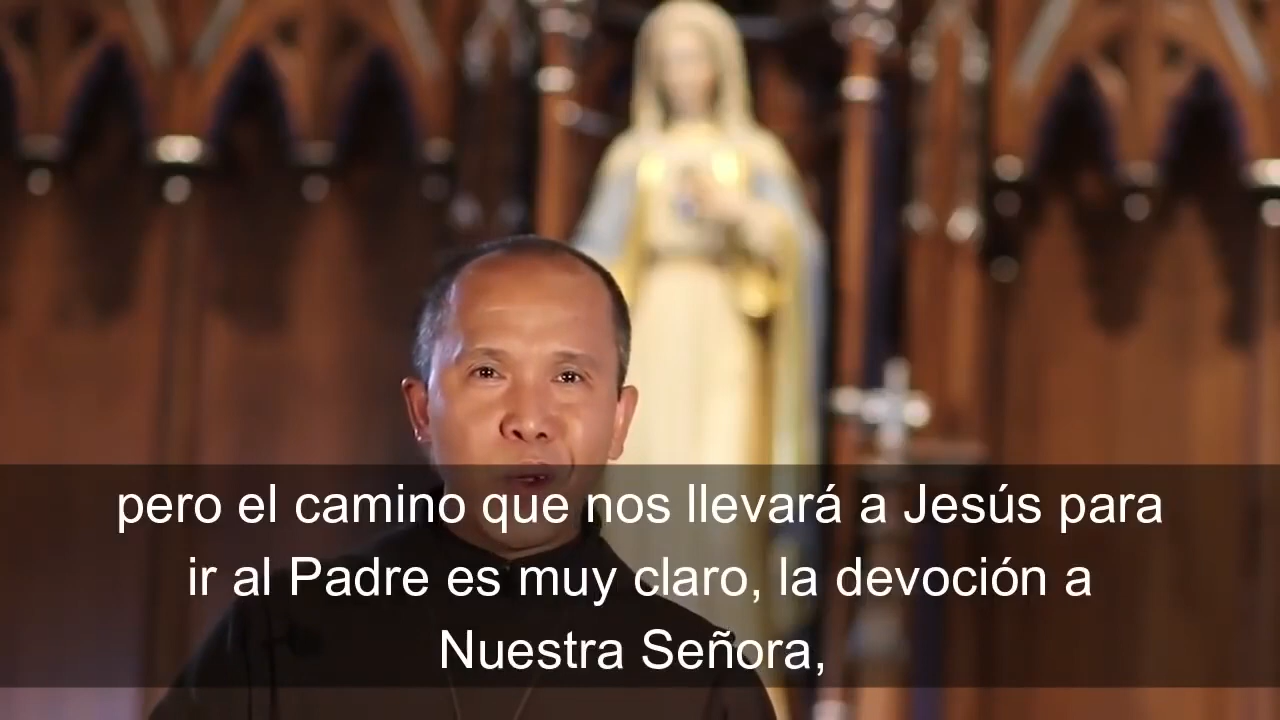 pero el camino que nos llevará a Jesús para
ir al Padre es muy claro, la devoción a
Nuestra Señora,